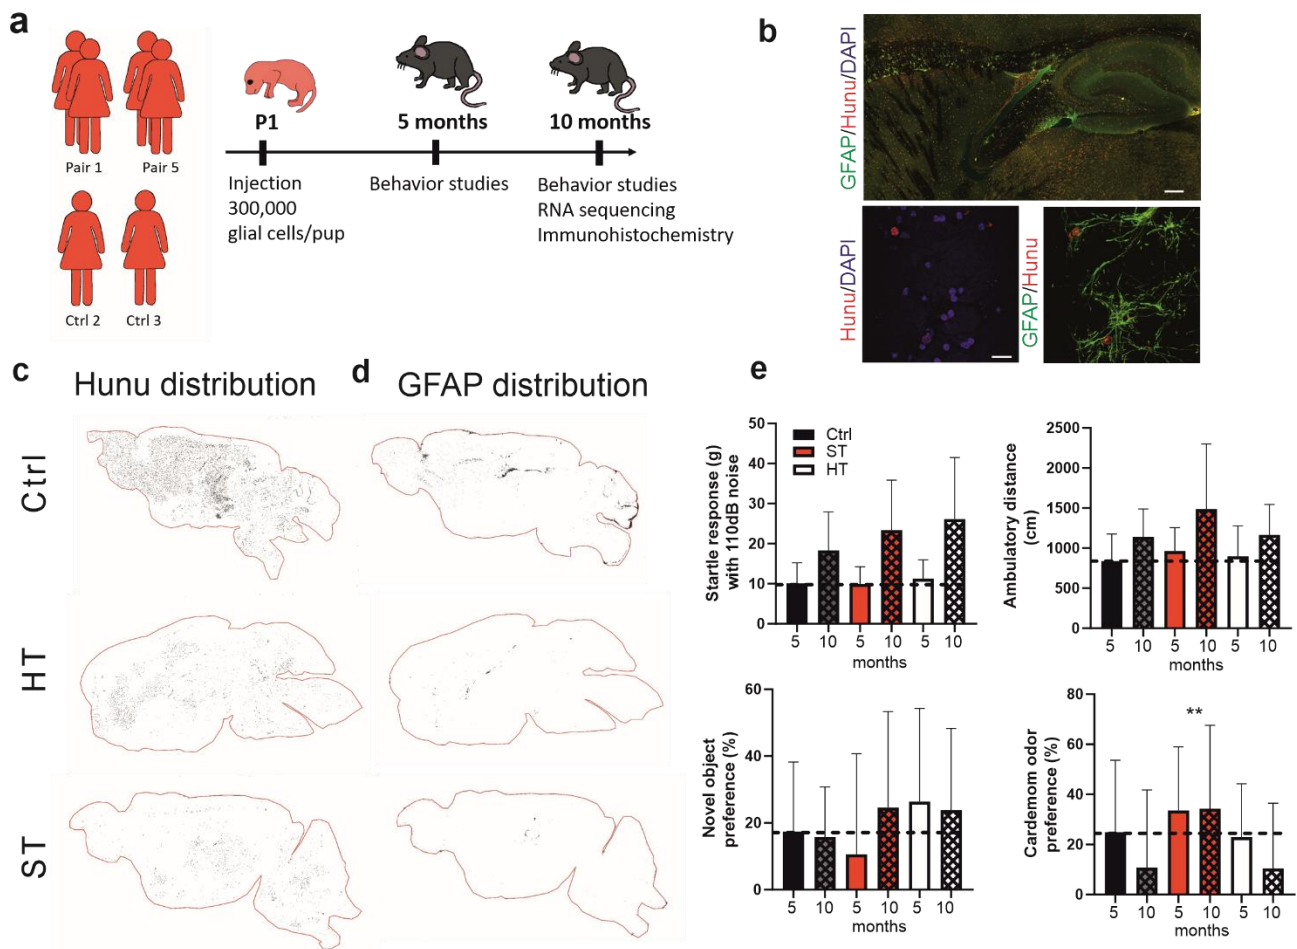 a
Pair 1
Pair 5
Ctrl 2
Ctrl 3
P1
5 months
10 months
Injection
300,000
glial cells/pup
Behavior studies
Behavior studies
RNA sequencing
Immunohistochemistry
b
GFAP/Hunu/DAPI
Hunu/DAPI
GFAP/Hunu
c
Hunu distribution
d
GFAP distribution
Ctrl
HT
ST
e
Startle response (g)
with 110dB noise
50
40
30
20
10
0
Ctrl
ST
HT
5 10 5 10 5 10
months
Ambulatory distance
(cm)
2500
2000
1500
1000
500
0
5 10 5 10 5 10
months
Novel object
preference (%)
60
40
20
0
5 10 5 10 5 10
months
Cardemom odor
preference (%)
80
60
40
20
0
**
5 10 5 10 5 10
months